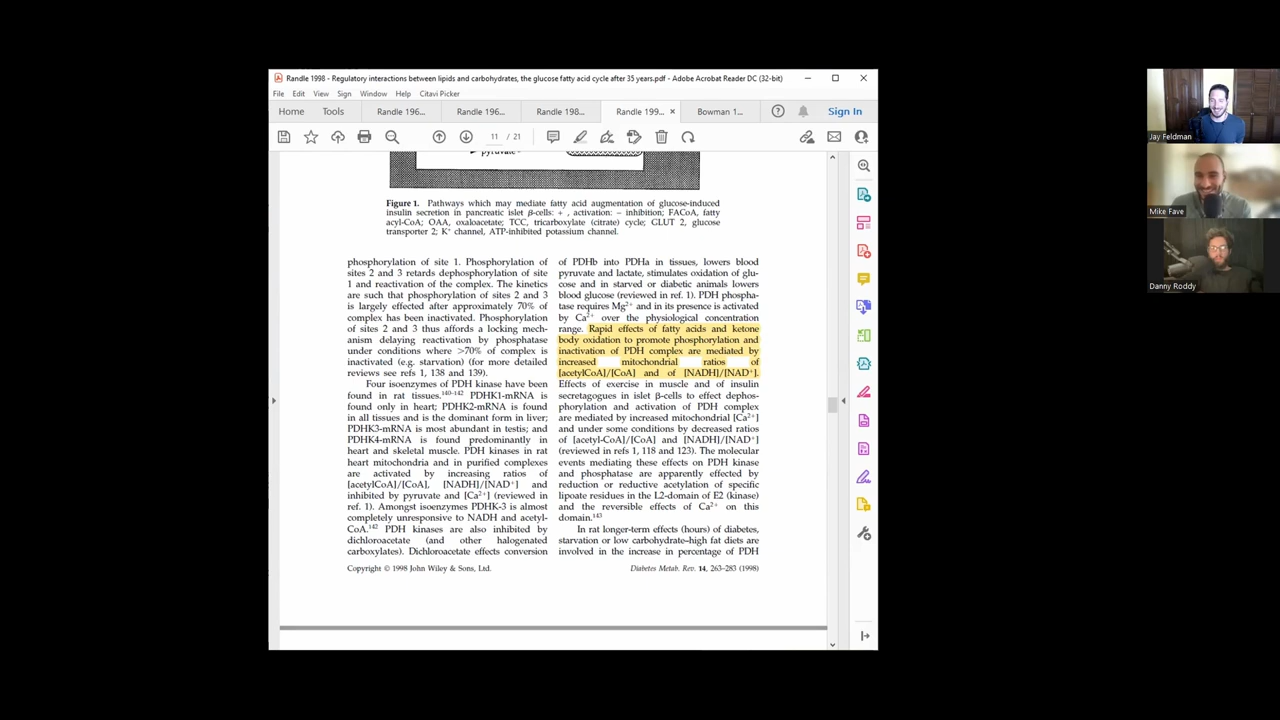 Randle 1998 - Regulatory interactions between lipids and carbohydrates, the glucose fatty acid cycle after 35 years.pdf - Adobe Acrobat Reader DC (32-bit)
File Edit View Sign Window Help Citavi Picker
Home Tools Randle 196... Randle 196... Randle 198... Randle 199... × Bowman 1... Sign In
11 / 21
pyruvate
Figure 1. Pathways which may mediate fatty acid augmentation of glucose-induced
insulin secretion in pancreatic islet β-cells: + , activation: − inhibition; FACoA, fatty
acyl-CoA; OAA, oxaloacetate; TCC, tricarboxylate (citrate) cycle; GLUT 2, glucose
transporter 2; K⁺ channel, ATP-inhibited potassium channel.
phosphorylation of site 1. Phosphorylation of
sites 2 and 3 retards dephosphorylation of site
1 and reactivation of the complex. The kinetics
are such that phosphorylation of sites 2 and 3
is largely effected after approximately 70% of
complex has been inactivated. Phosphorylation
of sites 2 and 3 thus affords a locking mech-
anism delaying reactivation by phosphatase
under conditions where >70% of complex is
inactivated (e.g. starvation) (for more detailed
reviews see refs 1, 138 and 139).
Four isoenzymes of PDH kinase have been
found in rat tissues.¹⁴⁰⁻¹⁴² PDHK1-mRNA is
found only in heart; PDHK2-mRNA is found
in all tissues and is the dominant form in liver;
PDHK3-mRNA is most abundant in testis; and
PDHK4-mRNA is found predominantly in
heart and skeletal muscle. PDH kinases in rat
heart mitochondria and in purified complexes
are activated by increasing ratios of
[acetylCoA]/[CoA], [NADH]/[NAD⁺] and
inhibited by pyruvate and [Ca²⁺] (reviewed in
ref. 1). Amongst isoenzymes PDHK-3 is almost
completely unresponsive to NADH and acetyl-
CoA.¹⁴² PDH kinases are also inhibited by
dichloroacetate (and other halogenated
carboxylates). Dichloroacetate effects conversion
of PDHb into PDHa in tissues, lowers blood
pyruvate and lactate, stimulates oxidation of glu-
cose and in starved or diabetic animals lowers
blood glucose (reviewed in ref. 1). PDH phospha-
tase requires Mg²⁺ and in its presence is activated
by Ca²⁺ over the physiological concentration
range. Rapid effects of fatty acids and ketone
body oxidation to promote phosphorylation and
inactivation of PDH complex are mediated by
increased mitochondrial ratios of
[acetylCoA]/[CoA] and of [NADH]/[NAD⁺].
Effects of exercise in muscle and of insulin
secretagogues in islet β-cells to effect dephos-
phorylation and activation of PDH complex
are mediated by increased mitochondrial [Ca²⁺]
and under some conditions by decreased ratios
of [acetyl-CoA]/[CoA] and [NADH]/[NAD⁺]
(reviewed in refs 1, 118 and 123). The molecular
events mediating these effects on PDH kinase
and phosphatase are apparently effected by
reduction or reductive acetylation of specific
lipoate residues in the L2-domain of E2 (kinase)
and the reversible effects of Ca²⁺ on this
domain.¹⁴³
In rat longer-term effects (hours) of diabetes,
starvation or low carbohydrate–high fat diets are
involved in the increase in percentage of PDH
Copyright © 1998 John Wiley & Sons, Ltd.
Diabetes Metab. Rev. 14, 263–283 (1998)
Jay Feldman
Mike Fave
Danny Roddy